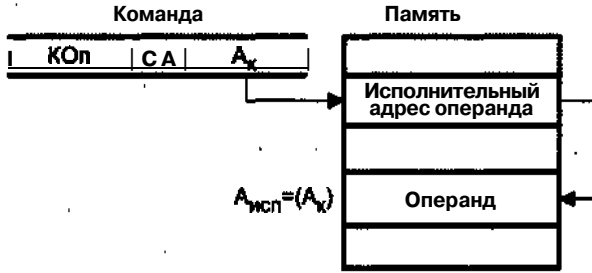 Команда
Память
КОп СА Aк
Исполнительный
адрес операнда
Aисп=(Aк)
Операнд